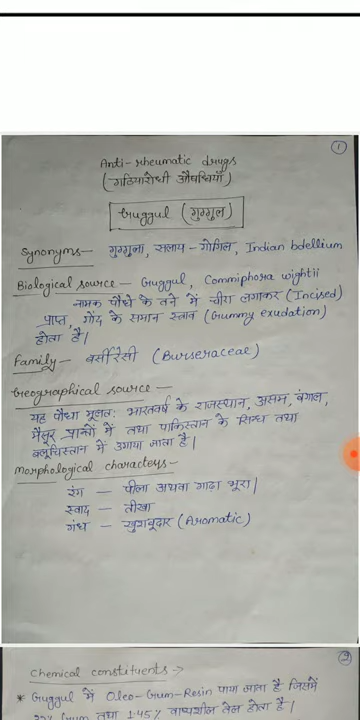 1
Anti-rheumatic drugs
(गठियारोधी औषधियाँ)
Guggul (गुग्गुल)
Synonyms— गुग्गुना, सलाय-गोगिल, Indian bdellium
Biological source— Guggul, Commiphora wightii
नामक पौधे के तने में चीरा लगाकर (Incised)
प्राप्त, गोंद के समान स्त्राव (Gummy exudation)
होता है।
Family— बर्सीरेसी (Burseraceae)
Geographical source—
यह पौधा मूलतः भारतवर्ष के राजस्थान, असम, बंगाल,
मैसूर प्रान्तों में तथा पाकिस्तान के सिन्ध तथा
बलूचिस्तान में उगाया जाता है।
Morphological characters—
रंग — पीला अथवा गाढ़ा भूरा।
स्वाद — तीखा
गंध — खुशबूदार (Aromatic)
2
Chemical constituents →
* Guggul में Oleo-Gum-Resin पाया जाता है जिसमें
Gum तथा 1.45% वाष्पशील तेल होता है।